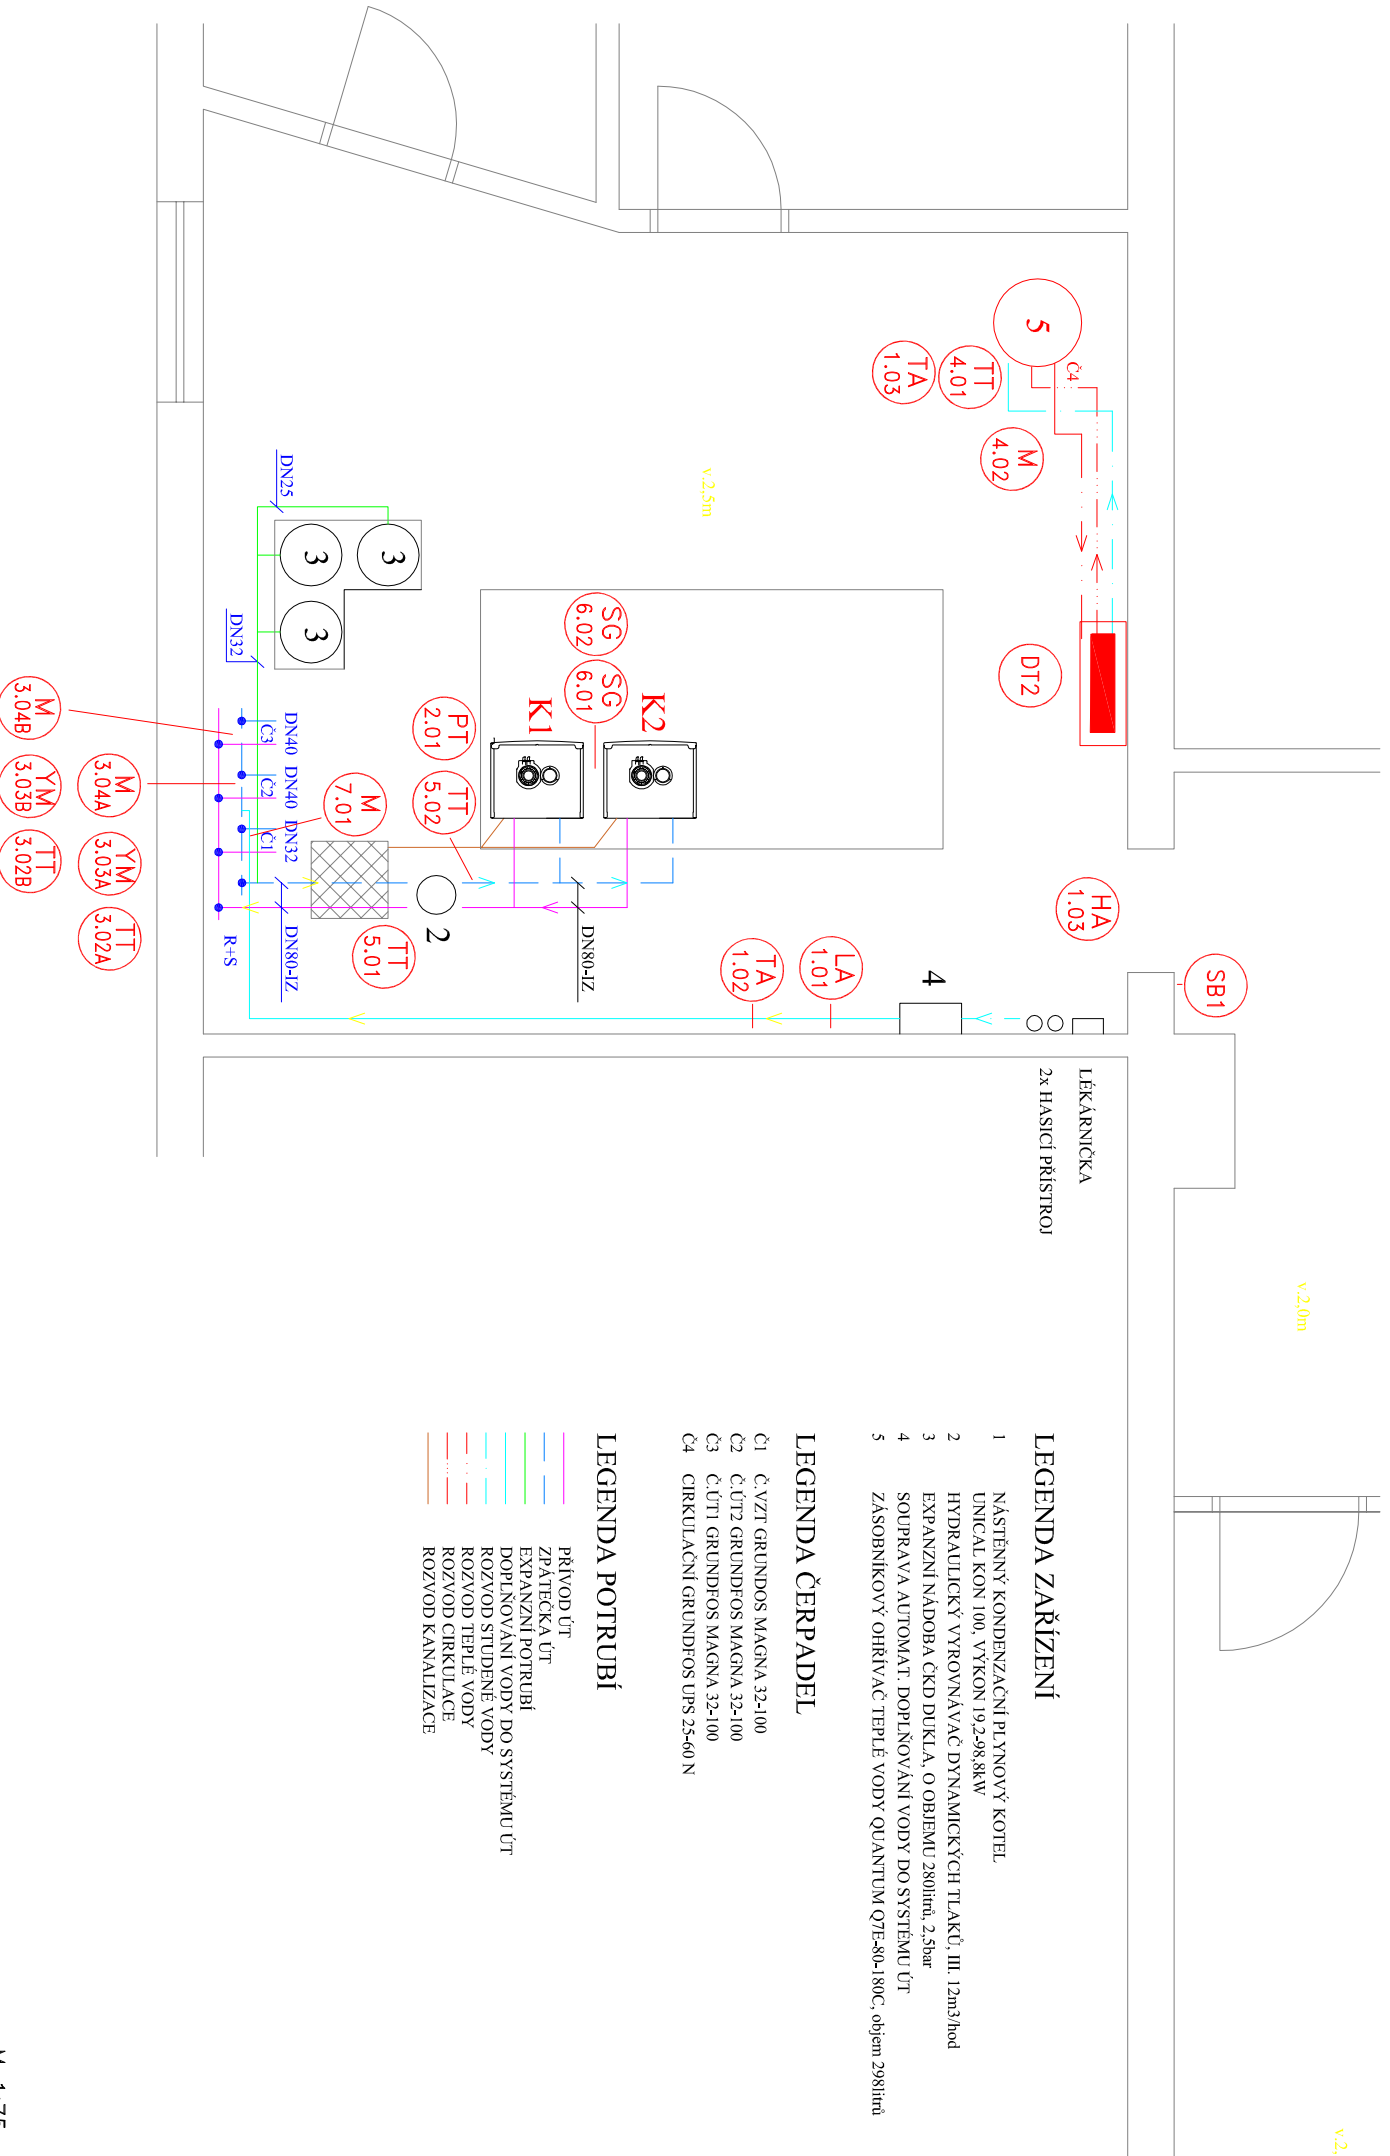 5
Č4
TT
4.01
TA
1.03
M
4.02
v.2,5m
DN25
3
3
3
DN32
DT2
SG
6.02
SG
6.01
K2
K1
PT
2.01
TT
5.02
M
7.01
DN40
DN40
DN32
Č3
Č2
Č1
M
3.04B
YM
3.03B
TT
3.02B
M
3.04A
YM
3.03A
TT
3.02A
TT
5.01
2
R+S
DN80-IZ
DN80-IZ
HA
1.03
LA
1.01
TA
1.02
4
SB1
LÉKÁRNIČKA
2x HASICÍ PŘÍSTROJ
v.2,0m
LEGENDA ZAŘÍZENÍ
1 NÁSTĚNNÝ KONDENZAČNÍ PLYNOVÝ KOTEL
UNICAL KON 100, VÝKON 19,2-98,8kW
2 HYDRAULICKÝ VYROVNÁVAČ DYNAMICKÝCH TLAKŮ, III. 12m3/hod
3 EXPANZNÍ NÁDOBA ČKD DUKLA, O OBJEMU 280litrů, 2,5bar
4 SOUPRAVA AUTOMAT. DOPLŇOVÁNÍ VODY DO SYSTÉMU ÚT
5 ZÁSOBNÍKOVÝ OHŘÍVAČ TEPLÉ VODY QUANTUM Q7E-80-180C, objem 298litrů
LEGENDA ČERPADEL
Č1 Č.VZT GRUNDOS MAGNA 32-100
Č2 Č.ÚT2 GRUNDFOS MAGNA 32-100
Č3 Č.ÚT1 GRUNDFOS MAGNA 32-100
Č4 CIRKULAČNÍ GRUNDFOS UPS 25-60 N
LEGENDA POTRUBÍ
PŘÍVOD ÚT
ZPÁTEČKA ÚT
EXPANZNÍ POTRUBÍ
DOPLŇOVÁNÍ VODY DO SYSTÉMU ÚT
ROZVOD STUDENÉ VODY
ROZVOD TEPLÉ VODY
ROZVOD CIRKULACE
ROZVOD KANALIZACE
v.2,
M 1:75